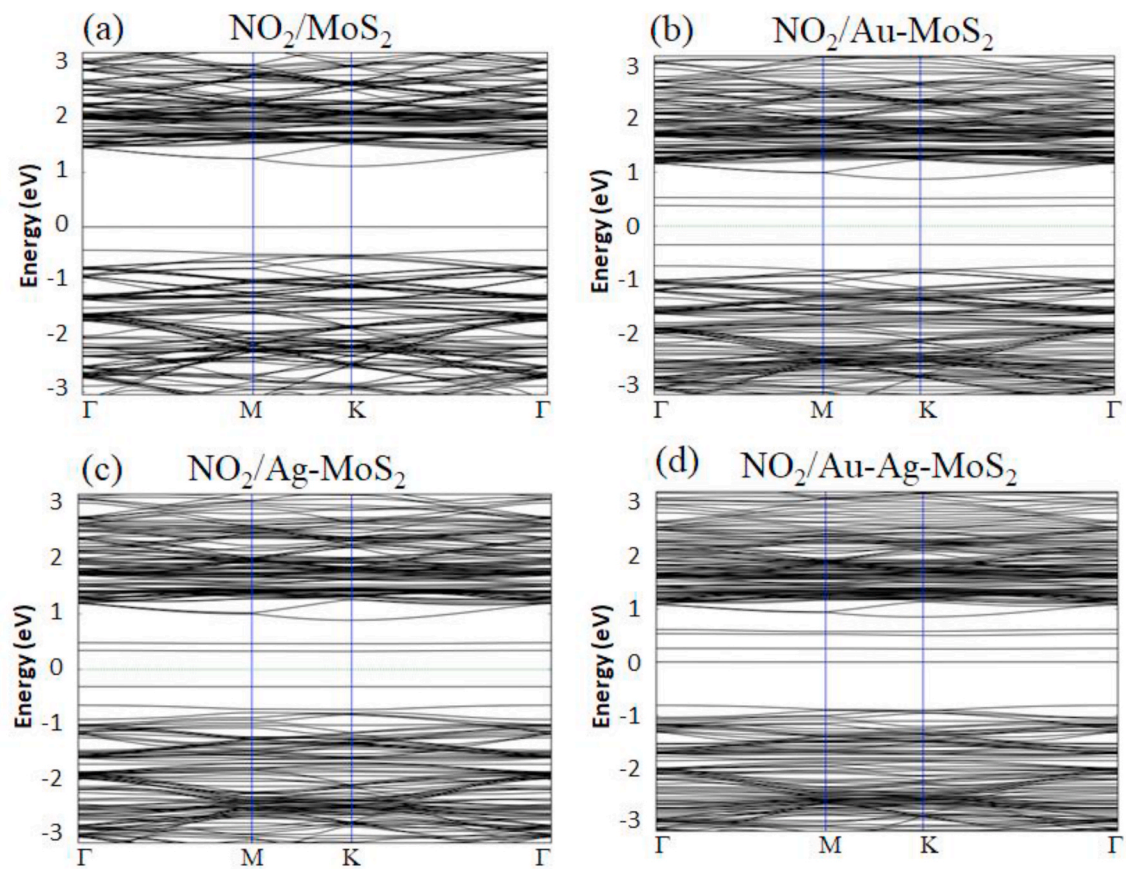 (a) NO₂/MoS₂
Energy (eV)
3
2
1
0
-1
-2
-3
Γ M K Γ
(b) NO₂/Au-MoS₂
Energy (eV)
3
2
1
0
-1
-2
-3
Γ M K Γ
(c) NO₂/Ag-MoS₂
Energy (eV)
3
2
1
0
-1
-2
-3
Γ M K Γ
(d) NO₂/Au-Ag-MoS₂
Energy (eV)
3
2
1
0
-1
-2
-3
Γ M K Γ